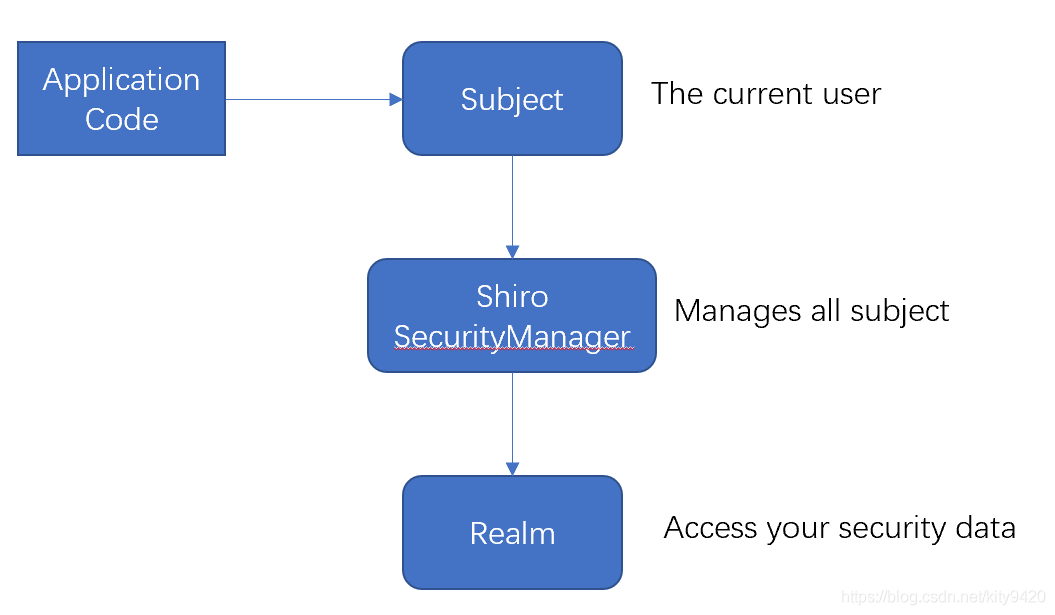 Application
Code
Subject
The current user
Shiro
SecurityManager
Manages all subject
Realm
Access your security data
https://blog.csdn.net/kity9420